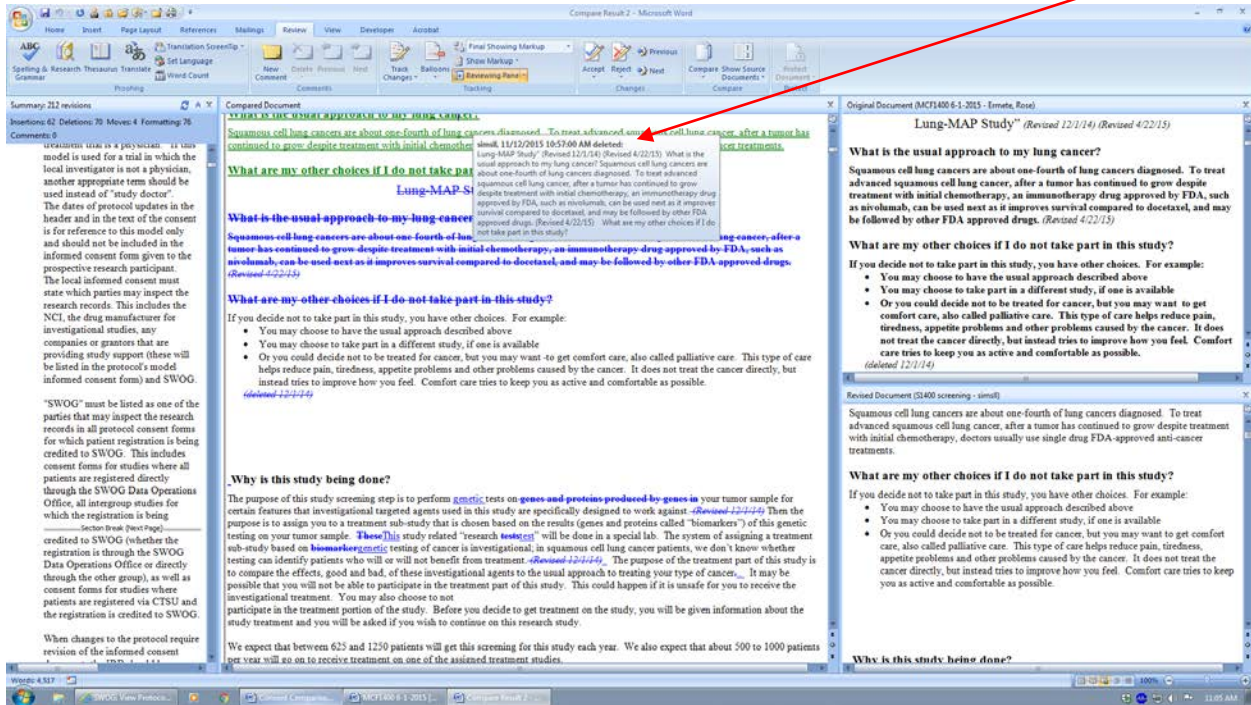 Compare Result 2 - Microsoft Word
Home Insert Page Layout References Mailings Review View Developer Acrobat
ABC
Spelling & Grammar Research Thesaurus Translate
Translation ScreenTip
Set Language
Word Count
Proofing
New Comment Delete Previous Next
Comments
Track Changes Balloons
Final Showing Markup
Show Markup
Reviewing Pane
Tracking
Accept Reject Previous
Next
Changes
Compare Show Source Documents
Compare
Protect Document
Protect
Summary: 212 revisions
Insertions: 62 Deletions: 70 Moves: 4 Formatting: 76
Comments: 0
treatment trial is a physician. If this
model is used for a trial in which the
local investigator is not a physician,
another appropriate term should be
used instead of "study doctor".
The dates of protocol updates in the
header and in the text of the consent
is for reference to this model only
and should not be included in the
informed consent form given to the
prospective research participant.
The local informed consent must
state which parties may inspect the
research records. This includes the
NCI, the drug manufacturer for
investigational studies, any
companies or grantors that are
providing study support (these will
be listed in the protocol's model
informed consent form) and SWOG.
"SWOG" must be listed as one of the
parties that may inspect the research
records in all protocol consent forms
for which patient registration is being
credited to SWOG. This includes
consent forms for studies where all
patients are registered directly
through the SWOG Data Operations
Office, all intergroup studies for
which the registration is being
Section Break (Next Page)
credited to SWOG (whether the
registration is through the SWOG
Data Operations Office or directly
through the other group), as well as
consent forms for studies where
patients are registered via CTSU and
the registration is credited to SWOG.
When changes to the protocol require
revision of the informed consent
Compared Document
What is the usual approach to my lung cancer?
Squamous cell lung cancers are about one-fourth of lung cancers diagnosed. To treat advanced squamous cell lung cancer, after a tumor has
continued to grow despite treatment with initial chemother cancer treatments.
What are my other choices if I do not take par
Lung-MAP St
What is the usual approach to my lung cancer
Squamous cell lung cancers are about one-fourth of lung cancer, after a
tumor has continued to grow despite treatment with initial chemotherapy, an immunotherapy drug approved by FDA, such as
nivolumab, can be used next as it improves survival compared to docetaxel, and may be followed by other FDA approved drugs.
(Revised 4/22/15)
What are my other choices if I do not take part in this study?
If you decide not to take part in this study, you have other choices. For example:
• You may choose to have the usual approach described above
• You may choose to take part in a different study, if one is available
• Or you could decide not to be treated for cancer, but you may want -to get comfort care, also called palliative care. This type of care
helps reduce pain, tiredness, appetite problems and other problems caused by the cancer. It does not treat the cancer directly, but
instead tries to improve how you feel. Comfort care tries to keep you as active and comfortable as possible.
(deleted 12/1/14)
simsll, 11/12/2015 10:57:00 AM deleted:
Lung-MAP Study" (Revised 12/1/14) (Revised 4/22/15) What is the
usual approach to my lung cancer? Squamous cell lung cancers are
about one-fourth of lung cancers diagnosed. To treat advanced
squamous cell lung cancer, after a tumor has continued to grow
despite treatment with initial chemotherapy, an immunotherapy drug
approved by FDA, such as nivolumab, can be used next as it improves
survival compared to docetaxel, and may be followed by other FDA
approved drugs. (Revised 4/22/15) What are my other choices if I do
not take part in this study?
Why is this study being done?
The purpose of this study screening step is to perform genetic tests on genes and proteins produced by genes in your tumor sample for
certain features that investigational targeted agents used in this study are specifically designed to work against. (Revised 12/1/14) Then the
purpose is to assign you to a treatment sub-study that is chosen based on the results (genes and proteins called "biomarkers") of this genetic
testing on your tumor sample. TheseThis study related "research teststest" will be done in a special lab. The system of assigning a treatment
sub-study based on biomarkergenetic testing of cancer is investigational; in squamous cell lung cancer patients, we don't know whether
testing can identify patients who will or will not benefit from treatment. (Revised 12/1/14) The purpose of the treatment part of this study is
to compare the effects, good and bad, of these investigational agents to the usual approach to treating your type of cancer. It may be
possible that you will not be able to participate in the treatment part of this study. This could happen if it is unsafe for you to receive the
investigational treatment. You may also choose to not
participate in the treatment portion of the study. Before you decide to get treatment on the study, you will be given information about the
study treatment and you will be asked if you wish to continue on this research study.
We expect that between 625 and 1250 patients will get this screening for this study each year. We also expect that about 500 to 1000 patients
per year will go on to receive treatment on one of the assigned treatment studies.
Original Document (MCF1400 6-1-2015 - Ermete, Rose)
Lung-MAP Study" (Revised 12/1/14) (Revised 4/22/15)
What is the usual approach to my lung cancer?
Squamous cell lung cancers are about one-fourth of lung cancers diagnosed. To treat
advanced squamous cell lung cancer, after a tumor has continued to grow despite
treatment with initial chemotherapy, an immunotherapy drug approved by FDA, such
as nivolumab, can be used next as it improves survival compared to docetaxel, and may
be followed by other FDA approved drugs. (Revised 4/22/15)
What are my other choices if I do not take part in this study?
If you decide not to take part in this study, you have other choices. For example:
• You may choose to have the usual approach described above
• You may choose to take part in a different study, if one is available
• Or you could decide not to be treated for cancer, but you may want to get
comfort care, also called palliative care. This type of care helps reduce pain,
tiredness, appetite problems and other problems caused by the cancer. It does
not treat the cancer directly, but instead tries to improve how you feel. Comfort
care tries to keep you as active and comfortable as possible.
(deleted 12/1/14)
Revised Document (S1400 screening - simsll)
Squamous cell lung cancers are about one-fourth of lung cancers diagnosed. To treat
advanced squamous cell lung cancer, after a tumor has continued to grow despite treatment
with initial chemotherapy, doctors usually use single drug FDA-approved anti-cancer
treatments.
What are my other choices if I do not take part in this study?
If you decide not to take part in this study, you have other choices. For example:
• You may choose to have the usual approach described above
• You may choose to take part in a different study, if one is available
• Or you could decide not to be treated for cancer, but you may want to get comfort
care, also called palliative care. This type of care helps reduce pain, tiredness,
appetite problems and other problems caused by the cancer. It does not treat the
cancer directly, but instead tries to improve how you feel. Comfort care tries to keep
you as active and comfortable as possible.
Why is this study being done?
Words: 4,517
100%
SWOG View Protoco...
Consent Compariso...
MCF1400 6-1-2015 [...
Compare Result 2 - ...
11:05 AM